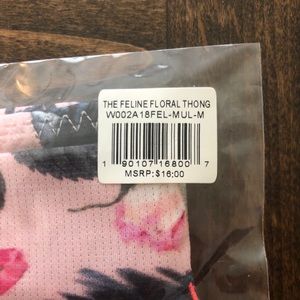 THE FELINE FLORAL THONG
W002A18FEL-MUL-M
1 90107 16800 7
MSRP:$16.00